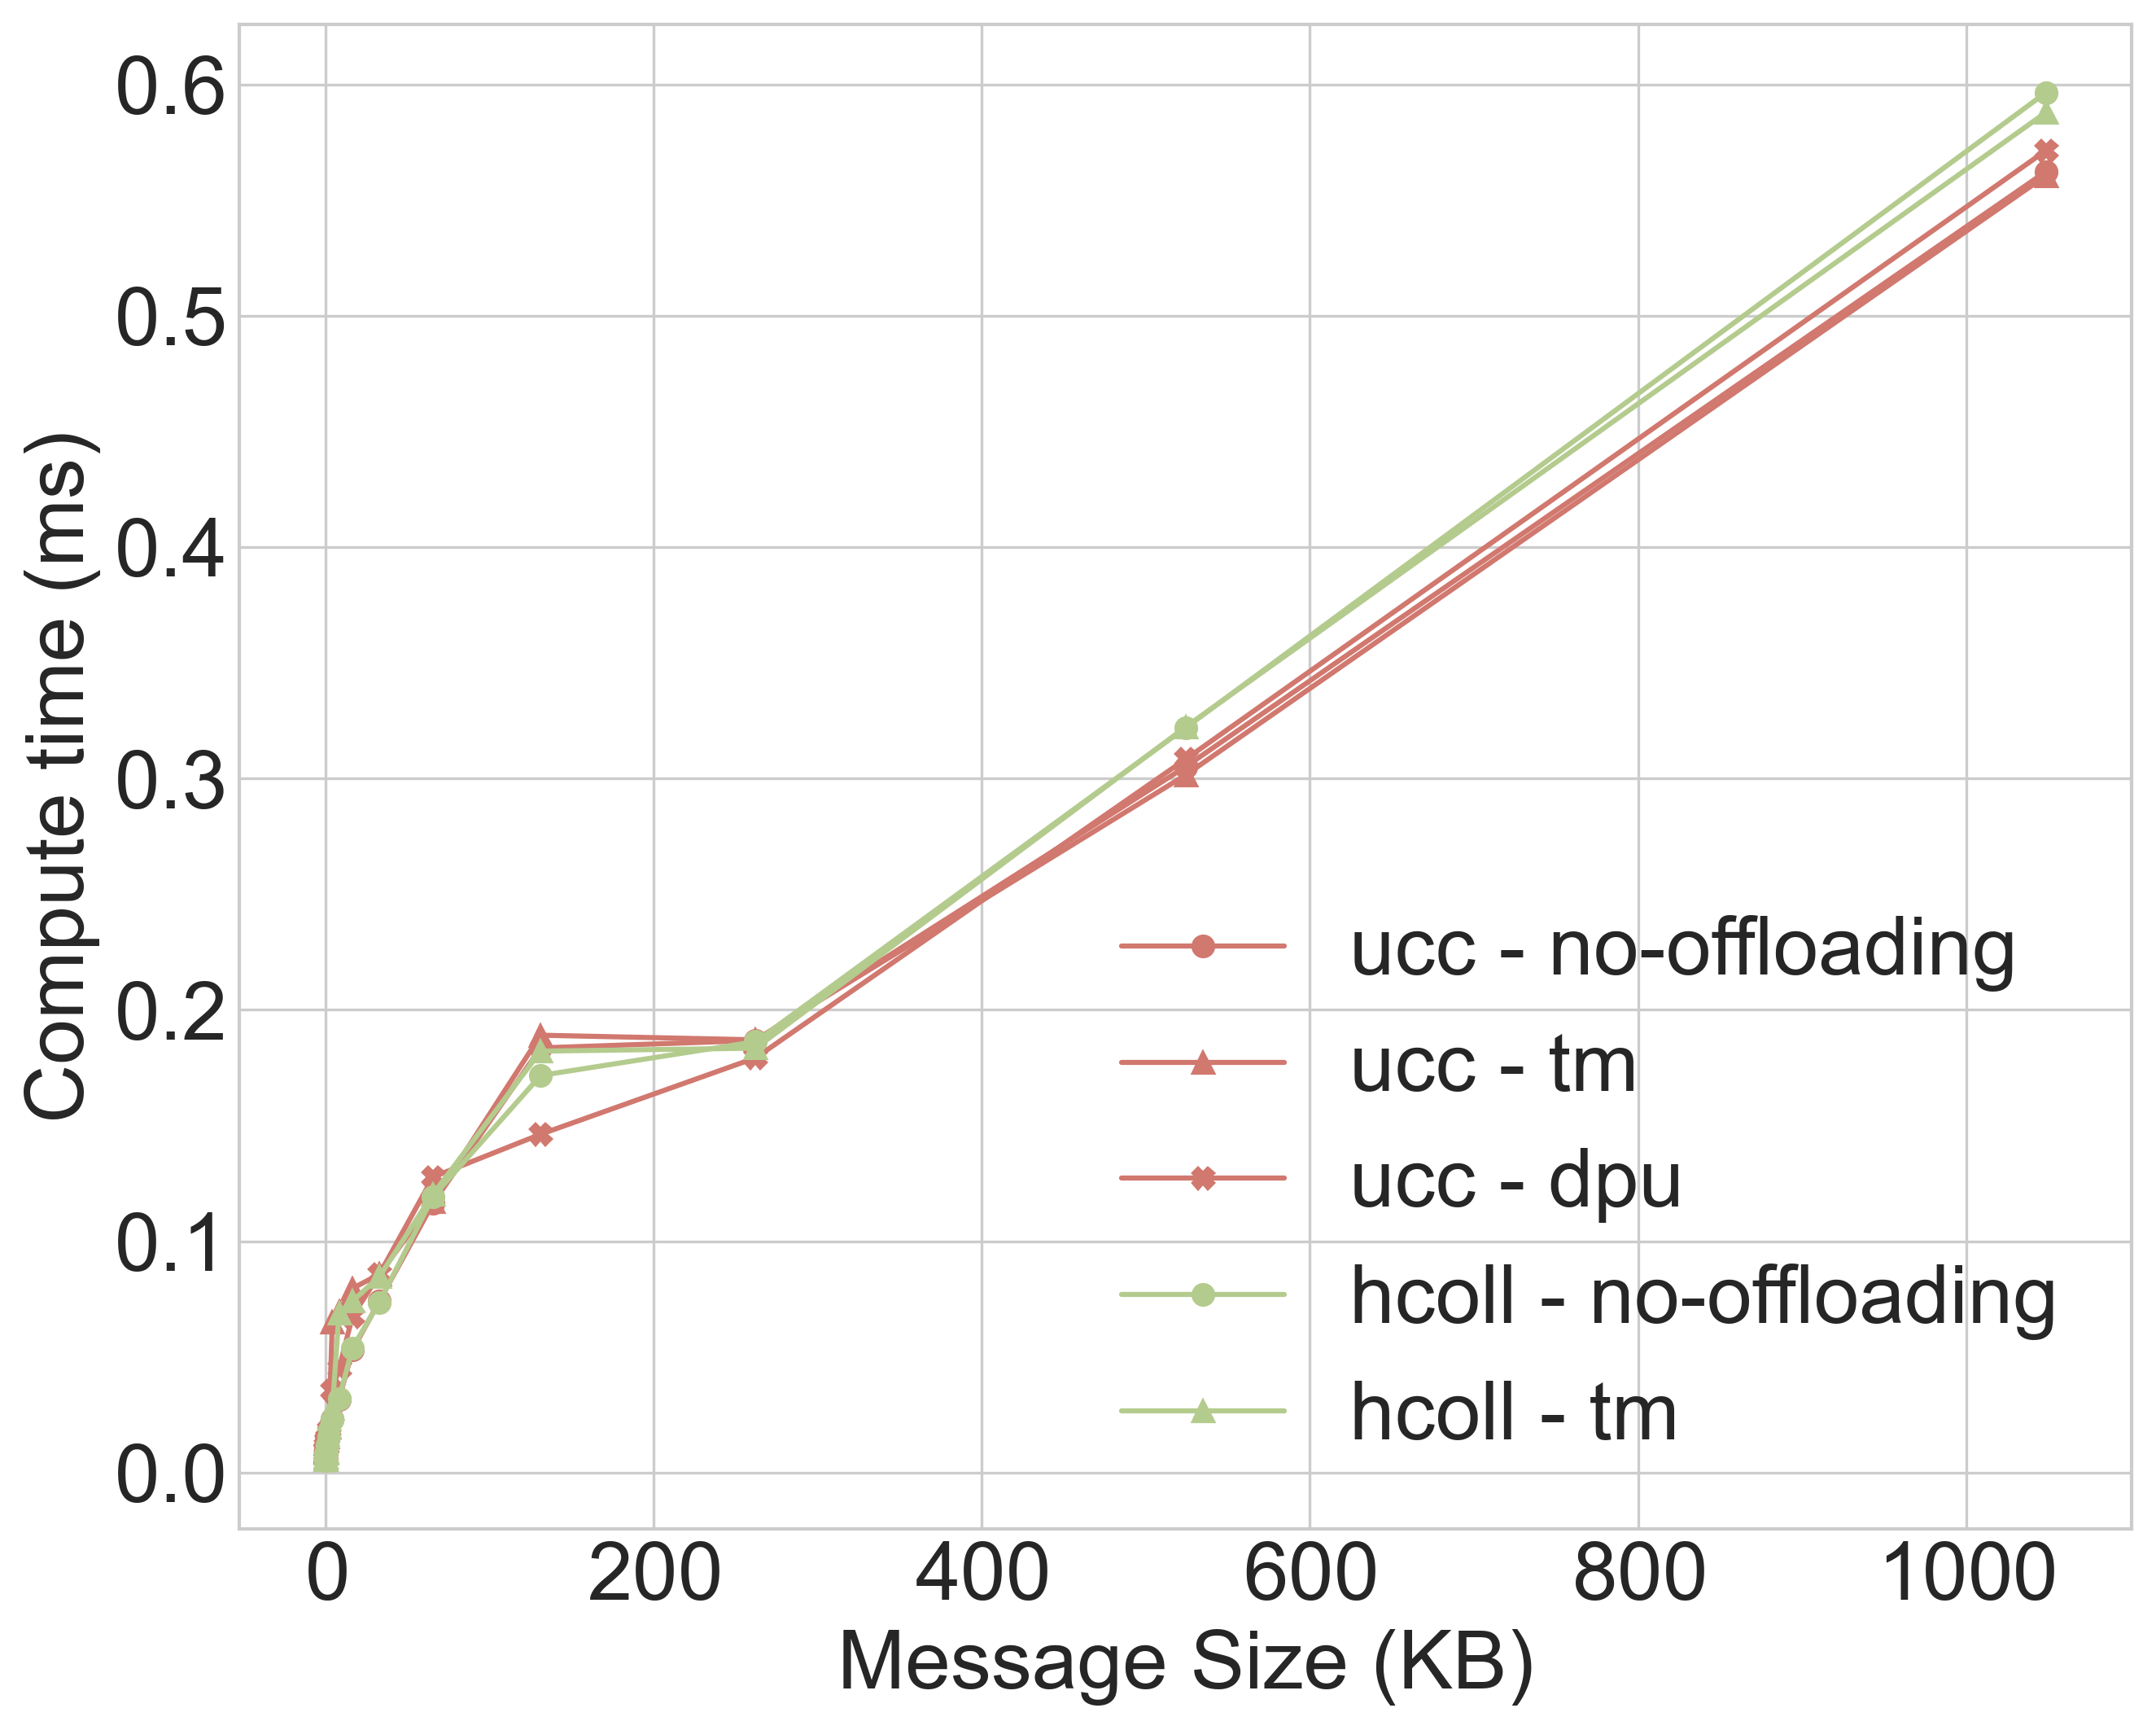 0.6
0.5
0.4
0.3
0.2
0.1
0.0
Compute time (ms)
ucc - no-offloading
ucc - tm
ucc - dpu
hcoll - no-offloading
hcoll - tm
0 200 400 600 800 1000
Message Size (KB)